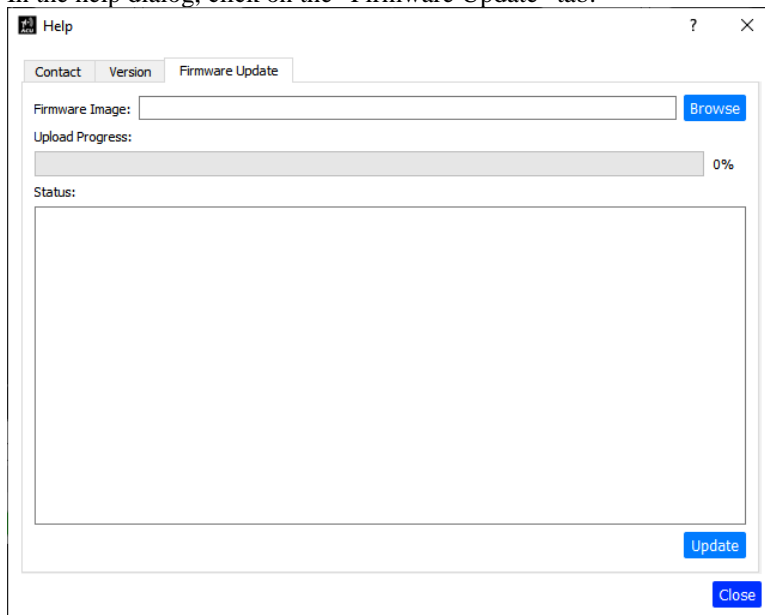 In the help dialog, click on the "Firmware Update" tab.
ACU Help ?
Contact Version Firmware Update
Firmware Image: Browse
Upload Progress:
0%
Status:
Update
Close